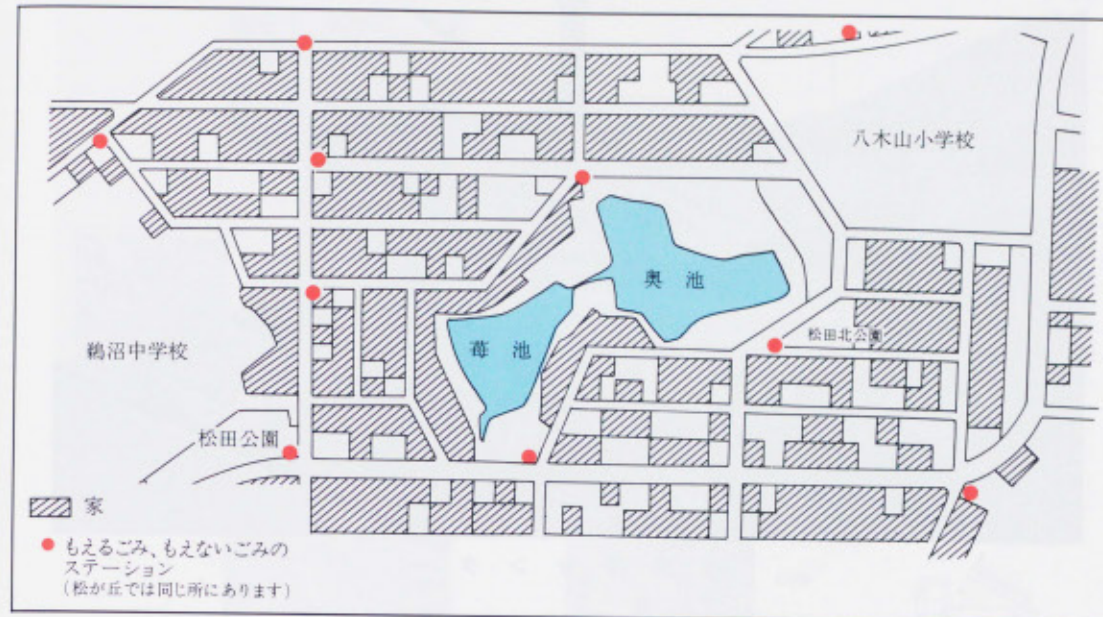 八木山小学校
奥池
苺池
松田北公園
鵜沼中学校
松田公園
家
もえるごみ、もえないごみの
ステーション
(松が丘では同じ所にあります)